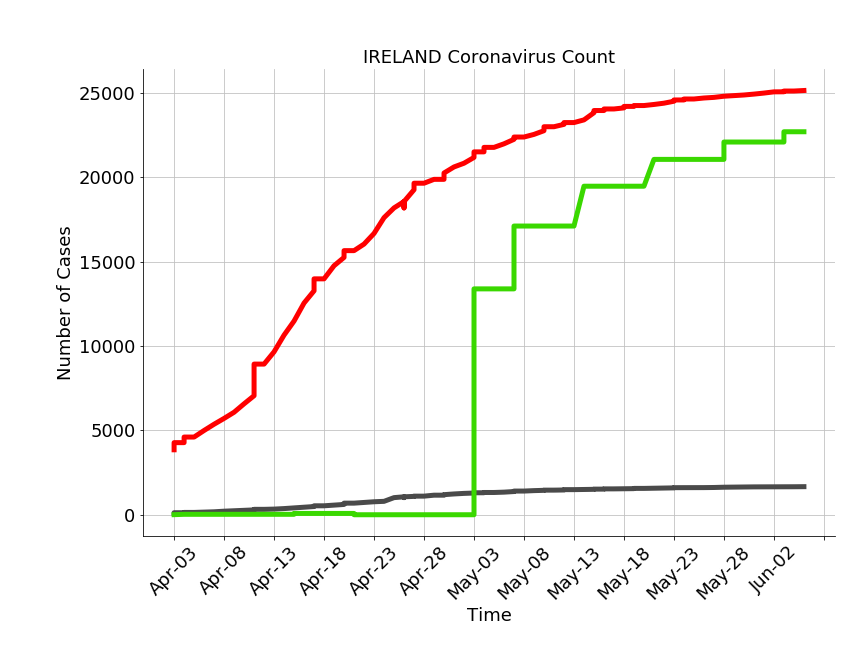 IRELAND Coronavirus Count
Number of Cases
25000
20000
15000
10000
5000
0
Apr-03
Apr-08
Apr-13
Apr-18
Apr-23
Apr-28
May-03
May-08
May-13
May-18
May-23
May-28
Jun-02
Time